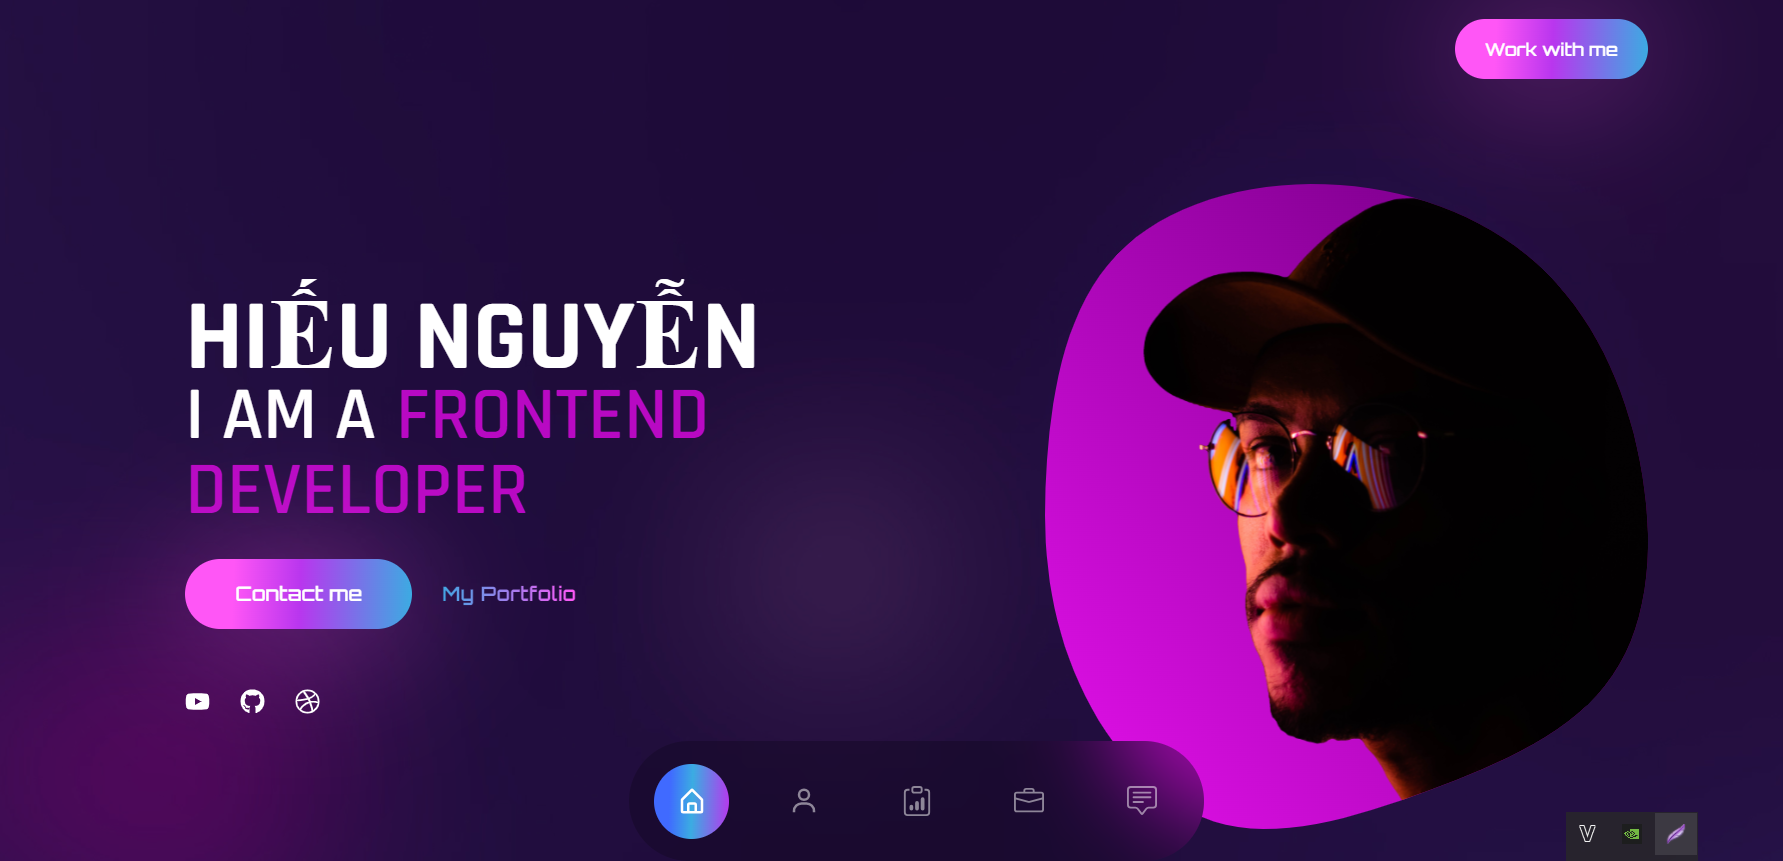 Work with me
HIẾU NGUYỄN
I AM A FRONTEND
DEVELOPER
Contact me
My Portfolio